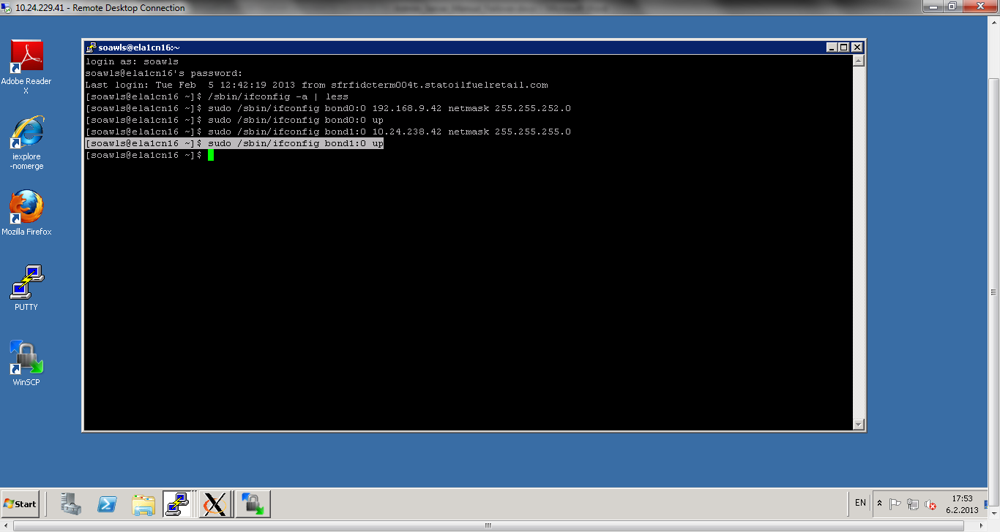 10.24.229.41 - Remote Desktop Connection
Adobe Reader
X
iexplore
-nomerge
Mozilla Firefox
PUTTY
WinSCP
soawls@ela1cn16:~
login as: soawls
soawls@ela1cn16's password:
Last login: Tue Feb  5 12:42:19 2013 from sfrfidcterm004t.statoilfuelretail.com
[soawls@ela1cn16 ~]$ /sbin/ifconfig -a | less
[soawls@ela1cn16 ~]$ sudo /sbin/ifconfig bond0:0 192.168.9.42 netmask 255.255.252.0
[soawls@ela1cn16 ~]$ sudo /sbin/ifconfig bond0:0 up
[soawls@ela1cn16 ~]$ sudo /sbin/ifconfig bond1:0 10.24.238.42 netmask 255.255.255.0
[soawls@ela1cn16 ~]$ sudo /sbin/ifconfig bond1:0 up
[soawls@ela1cn16 ~]$
Start
EN
17:53
6.2.2013